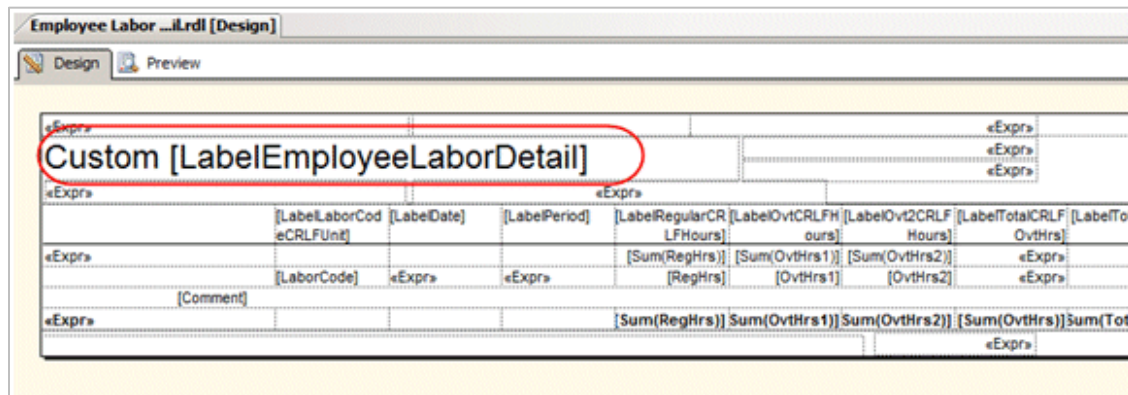 Employee Labor ...il.rdl [Design]
Design Preview
«Expr» «Expr»
Custom [LabelEmployeeLaborDetail] «Expr»
«Expr»
«Expr» «Expr»
[LabelLaborCod [LabelDate] [LabelPeriod] [LabelRegularCR [LabelOvtCRLFH [LabelOvt2CRLF [LabelTotalCRLF [LabelTo
eCRLFUnit] LFHours] ours] Hours] OvtHrs]
«Expr» [Sum(RegHrs)] [Sum(OvtHrs1)] [Sum(OvtHrs2)] «Expr»
[LaborCode] «Expr» «Expr» [RegHrs] [OvtHrs1] [OvtHrs2] «Expr»
[Comment]
«Expr» [Sum(RegHrs)] Sum(OvtHrs1)] Sum(OvtHrs2)] [Sum(OvtHrs)] Sum(Tot
«Expr»